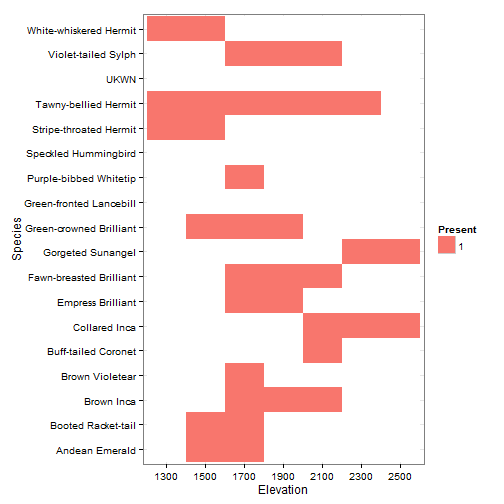 White-whiskered Hermit
Violet-tailed Sylph
UKWN
Tawny-bellied Hermit
Stripe-throated Hermit
Speckled Hummingbird
Purple-bibbed Whitetip
Green-fronted Lancebill
Green-crowned Brilliant
Gorgeted Sunangel
Fawn-breasted Brilliant
Empress Brilliant
Collared Inca
Buff-tailed Coronet
Brown Violetear
Brown Inca
Booted Racket-tail
Andean Emerald
Species
1300 1500 1700 1900 2100 2300 2500
Elevation
Present
1